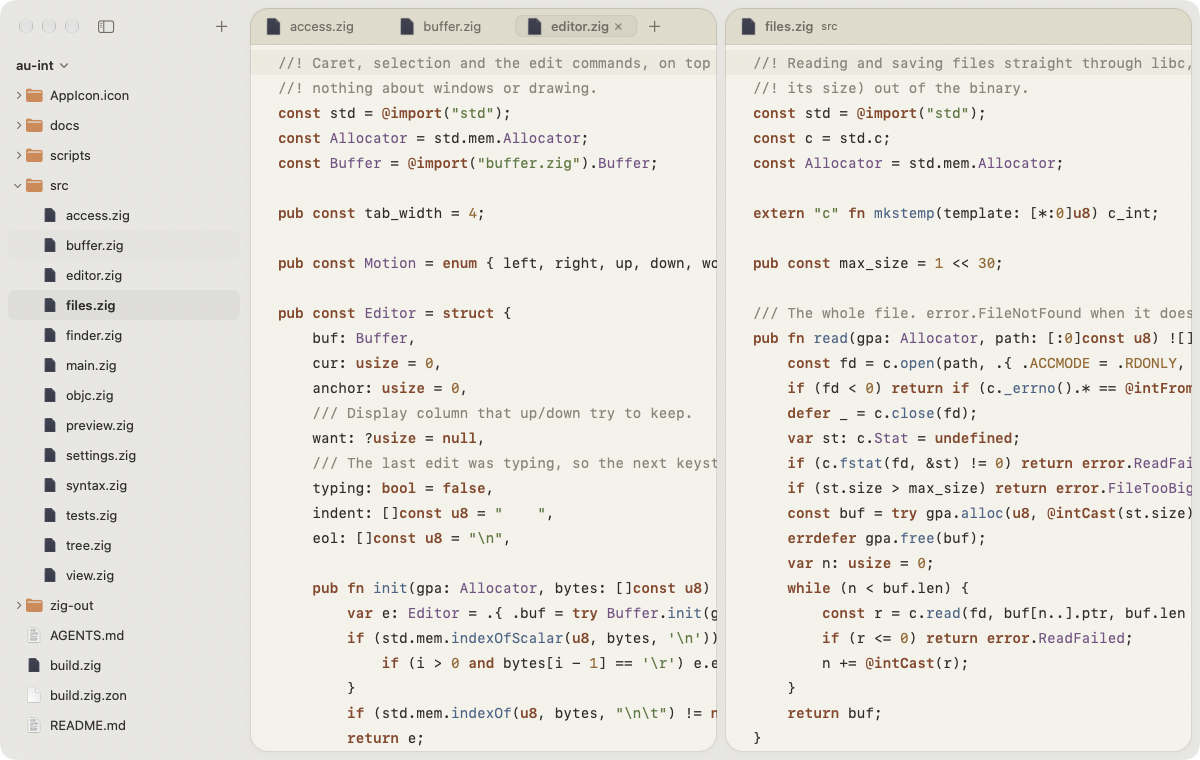 au-int
AppIcon.icon
docs
scripts
src
access.zig
buffer.zig
editor.zig
files.zig
finder.zig
main.zig
objc.zig
preview.zig
settings.zig
syntax.zig
tests.zig
tree.zig
view.zig
zig-out
AGENTS.md
build.zig
build.zig.zon
README.md
access.zig buffer.zig editor.zig × +
//! Caret, selection and the edit commands, on top
//! nothing about windows or drawing.
const std = @import("std");
const Allocator = std.mem.Allocator;
const Buffer = @import("buffer.zig").Buffer;
pub const tab_width = 4;
pub const Motion = enum { left, right, up, down, wo
pub const Editor = struct {
    buf: Buffer,
    cur: usize = 0,
    anchor: usize = 0,
    /// Display column that up/down try to keep.
    want: ?usize = null,
    /// The last edit was typing, so the next keyst
    typing: bool = false,
    indent: []const u8 = "    ",
    eol: []const u8 = "\n",
    pub fn init(gpa: Allocator, bytes: []const u8)
        var e: Editor = .{ .buf = try Buffer.init(g
        if (std.mem.indexOfScalar(u8, bytes, '\n'))
            if (i > 0 and bytes[i - 1] == '\r') e.e
        }
        if (std.mem.indexOf(u8, bytes, "\n\t") != n
        return e;
files.zig src
//! Reading and saving files straight through libc,
//! its size) out of the binary.
const std = @import("std");
const c = std.c;
const Allocator = std.mem.Allocator;
extern "c" fn mkstemp(template: [*:0]u8) c_int;
pub const max_size = 1 << 30;
/// The whole file. error.FileNotFound when it does
pub fn read(gpa: Allocator, path: [:0]const u8) ![]
    const fd = c.open(path, .{ .ACCMODE = .RDONLY,
    if (fd < 0) return if (c._errno().* == @intFrom
    defer _ = c.close(fd);
    var st: c.Stat = undefined;
    if (c.fstat(fd, &st) != 0) return error.ReadFai
    if (st.size > max_size) return error.FileTooBig
    const buf = try gpa.alloc(u8, @intCast(st.size)
    errdefer gpa.free(buf);
    var n: usize = 0;
    while (n < buf.len) {
        const r = c.read(fd, buf[n..].ptr, buf.len
        if (r <= 0) return error.ReadFailed;
        n += @intCast(r);
    }
    return buf;
}